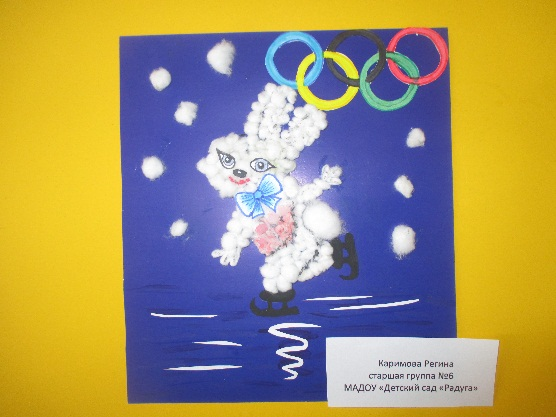 Каримова Регина
старшая группа №6
МАДОУ «Детский сад «Радуга»